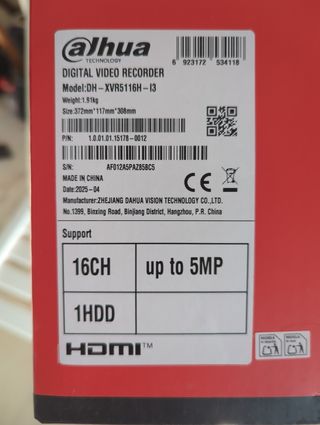 alhua
TECHNOLOGY
6 923172 534118
DIGITAL VIDEO RECORDER
Model:DH-XVR5116H-I3
Weight:1.91kg
Size:372mm*117mm*308mm
P/N: 1.0.01.01.15178-0012
S/N: AF012A5PAZ85BC5
MADE IN CHINA
DATE: 2025-04
CE
Manufacturer:ZHEJIANG DAHUA VISION TECHNOLOGY CO.,LTD.
No.1399, Binxing Road, Binjiang District, Hangzhou, P.R. China
Support
16CH up to 5MP
1HDD
HDMI™